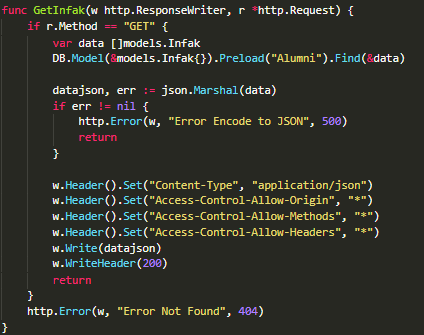 func GetInfak(w http.ResponseWriter, r *http.Request) {
    if r.Method == "GET" {
        var data []models.Infak
        DB.Model(&models.Infak{}).Preload("Alumni").Find(&data)

        datajson, err := json.Marshal(data)
        if err != nil {
            http.Error(w, "Error Encode to JSON", 500)
            return
        }

        w.Header().Set("Content-Type", "application/json")
        w.Header().Set("Access-Control-Allow-Origin", "*")
        w.Header().Set("Access-Control-Allow-Methods", "*")
        w.Header().Set("Access-Control-Allow-Headers", "*")
        w.Write(datajson)
        w.WriteHeader(200)
        return
    }
    http.Error(w, "Error Not Found", 404)
}